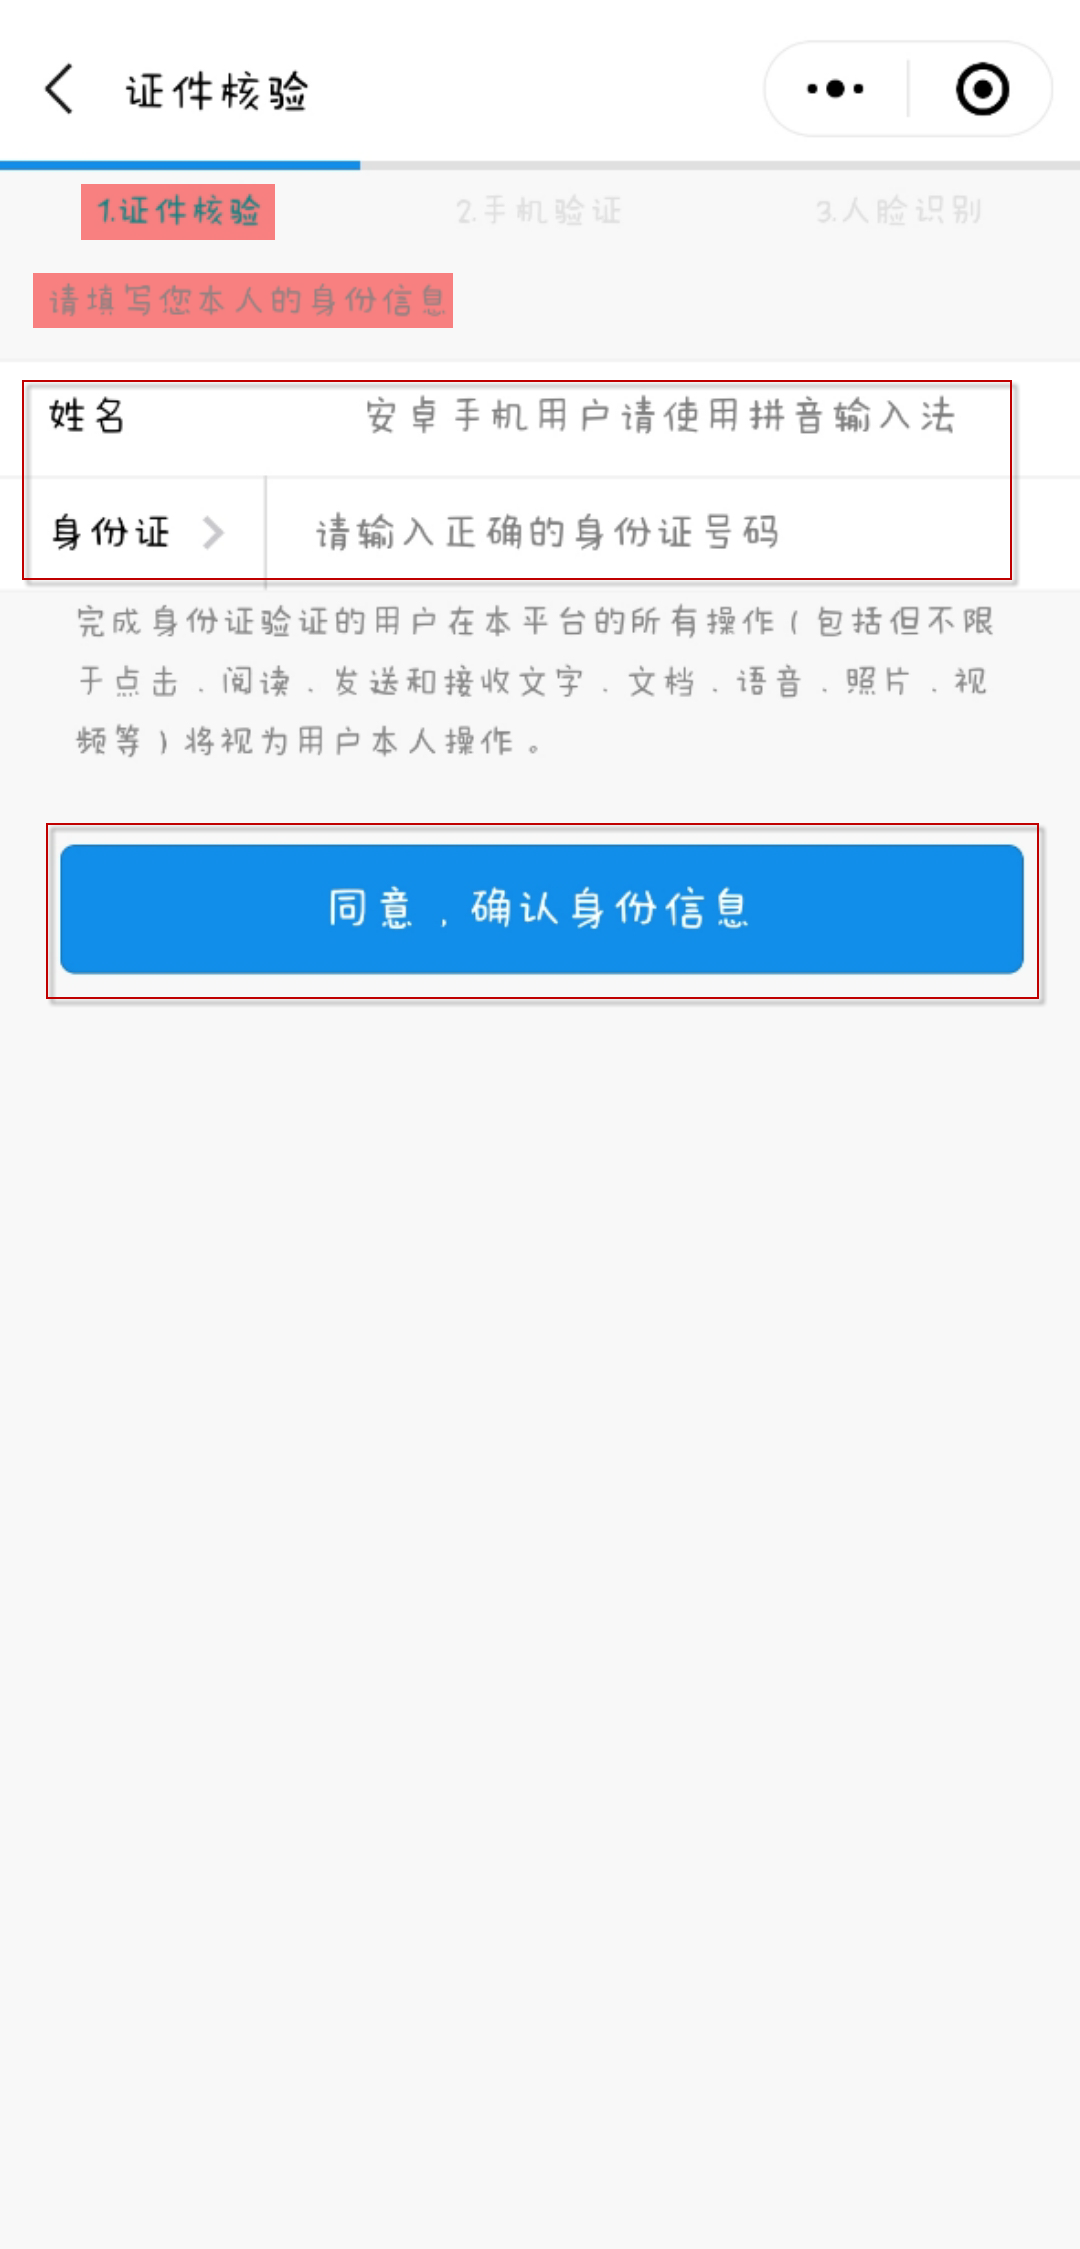 证件核验
1.证件核验 2.手机验证 3.人脸识别
请填写您本人的身份信息
姓名 安卓手机用户请使用拼音输入法
身份证 请输入正确的身份证号码
完成身份证验证的用户在本平台的所有操作(包括但不限
于点击、阅读、发送和接收文字、文档、语音、照片、视
频等)将视为用户本人操作。
同意，确认身份信息